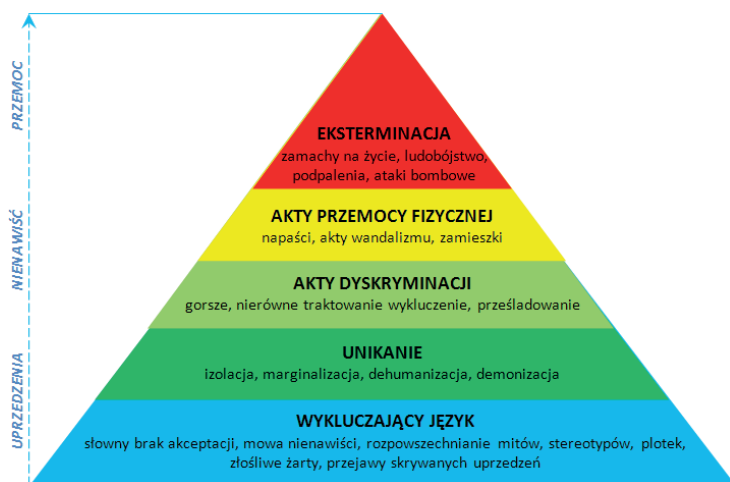 PRZEMOC
NIENAWIŚĆ
UPRZEDZENIA
EKSTERMINACJA
zamachy na życie, ludobójstwo,
podpalenia, ataki bombowe
AKTY PRZEMOCY FIZYCZNEJ
napaści, akty wandalizmu, zamieszki
AKTY DYSKRYMINACJI
gorsze, nierówne traktowanie wykluczenie, prześladowanie
UNIKANIE
izolacja, marginalizacja, dehumanizacja, demonizacja
WYKLUCZAJĄCY JĘZYK
słowny brak akceptacji, mowa nienawiści, rozpowszechnianie mitów, stereotypów, plotek,
złośliwe żarty, przejawy skrywanych uprzedzeń